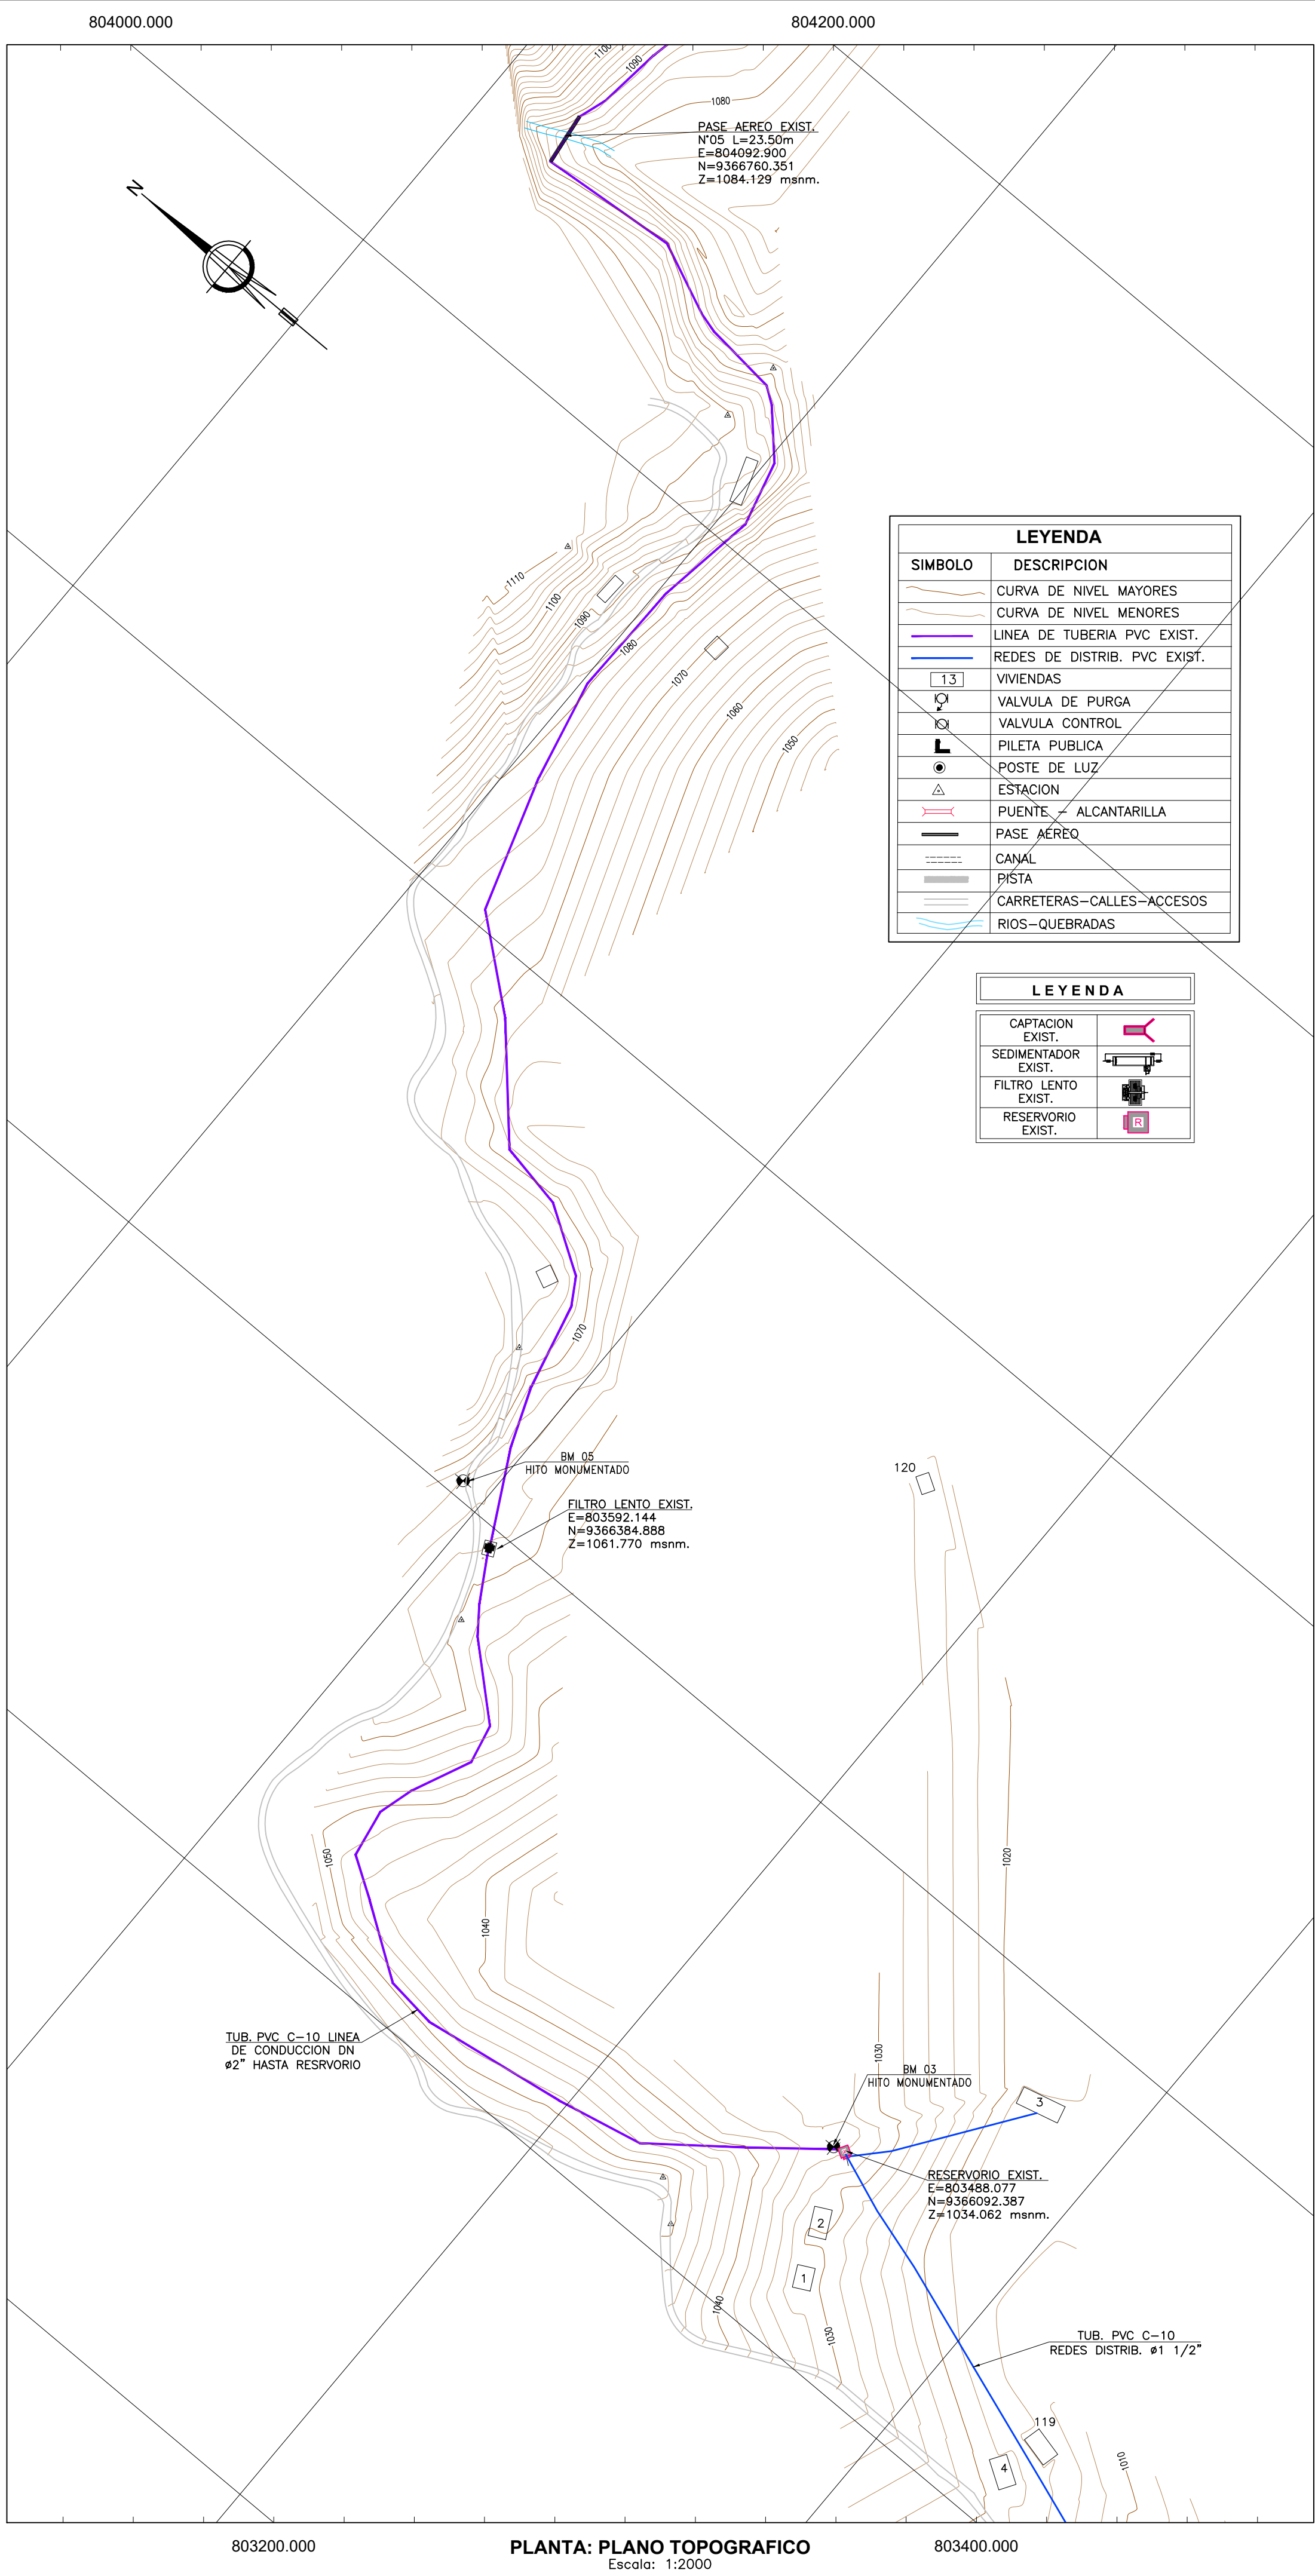 804000.000
804200.000
1100
1090
1080
PASE AEREO EXIST.
N°05 L=23.50m
E=804092.900
N=9366760.351
Z=1084.129 msnm.
N
1110
1100
1090
1080
1070
1060
1050
LEYENDA
SIMBOLO DESCRIPCION
CURVA DE NIVEL MAYORES
CURVA DE NIVEL MENORES
LINEA DE TUBERIA PVC EXIST.
REDES DE DISTRIB. PVC EXIST.
13 VIVIENDAS
VALVULA DE PURGA
VALVULA CONTROL
PILETA PUBLICA
POSTE DE LUZ
ESTACION
PUENTE - ALCANTARILLA
PASE AEREO
CANAL
PISTA
CARRETERAS-CALLES-ACCESOS
RIOS-QUEBRADAS
LEYENDA
CAPTACION
EXIST.
SEDIMENTADOR
EXIST.
FILTRO LENTO
EXIST.
RESERVORIO
EXIST.
R
1070
BM 05
HITO MONUMENTADO
FILTRO LENTO EXIST.
E=803592.144
N=9366384.888
Z=1061.770 msnm.
120
1050
1040
1020
TUB. PVC C-10 LINEA
DE CONDUCCION DN
ø2" HASTA RESRVORIO
1030
BM 03
HITO MONUMENTADO
3
RESERVORIO EXIST.
E=803488.077
N=9366092.387
Z=1034.062 msnm.
2
1
1040
1030
TUB. PVC C-10
REDES DISTRIB. ø1 1/2"
119
4
1010
803200.000
803400.000
PLANTA: PLANO TOPOGRAFICO
Escala: 1:2000